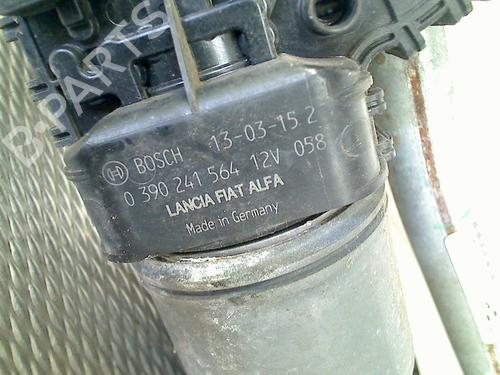 B-PARTS
BOSCH 13-03-15 2
0 390 241 564 12V 058
LANCIA FIAT ALFA
Made in Germany